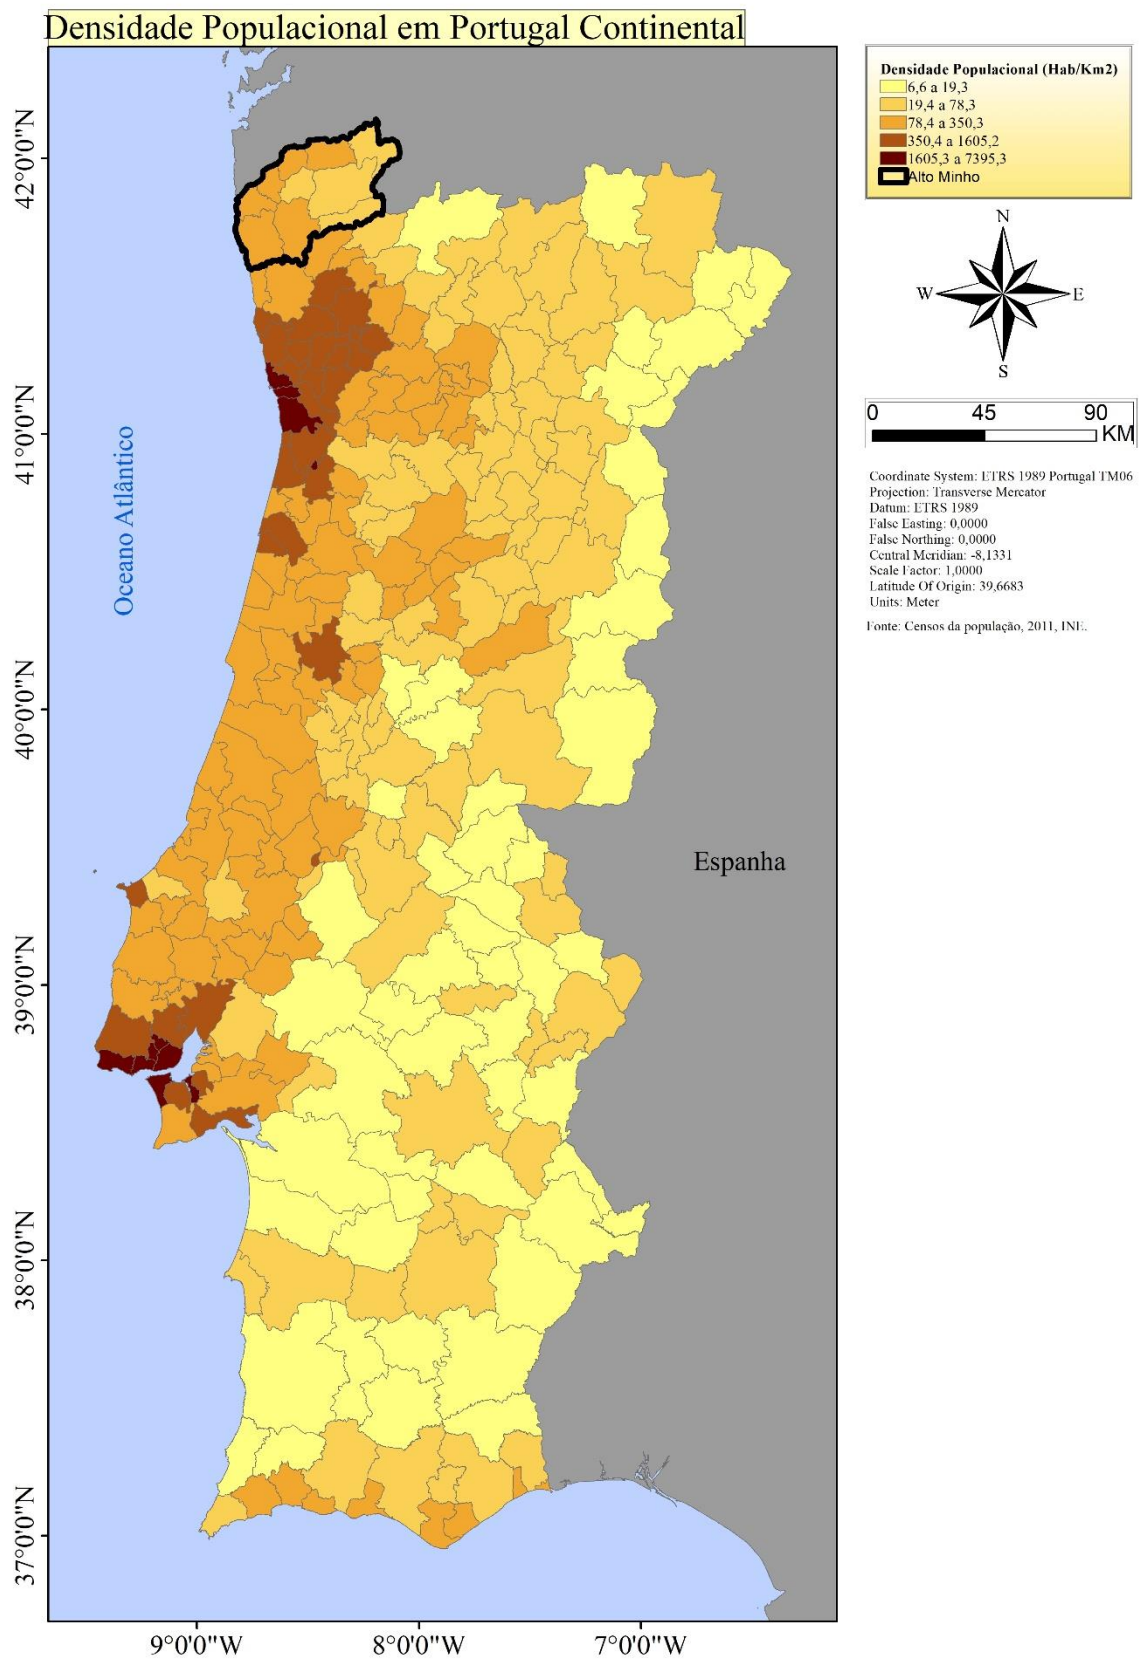 Densidade Populacional em Portugal Continental
Densidade Populacional (Hab/Km2)
6,6 a 19,3
19,4 a 78,3
78,4 a 350,3
350,4 a 1605,2
1605,3 a 7395,3
Alto Minho
N
W
E
S
0 45 90
KM
Coordinate System: ETRS 1989 Portugal TM06
Projection: Transverse Mercator
Datum: ETRS 1989
False Easting: 0,0000
False Northing: 0,0000
Central Meridian: -8,1331
Scale Factor: 1,0000
Latitude Of Origin: 39,6683
Units: Meter
Fonte: Censos da população, 2011, INE.
Oceano Atlântico
Espanha
42°0'0"N
41°0'0"N
40°0'0"N
39°0'0"N
38°0'0"N
37°0'0"N
9°0'0"W
8°0'0"W
7°0'0"W